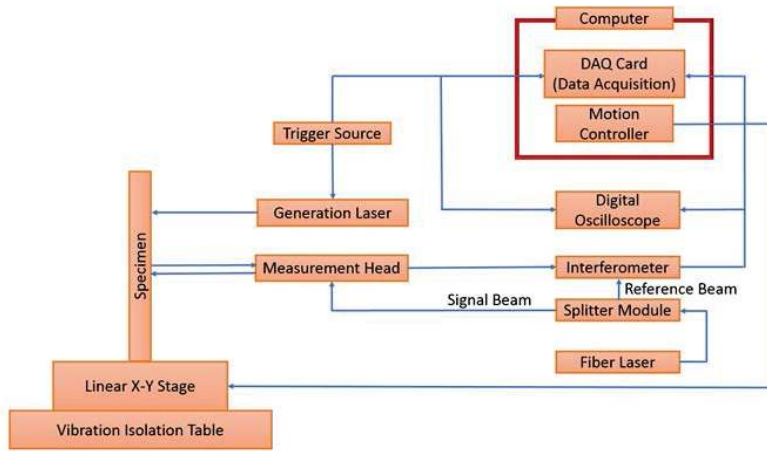 Computer
DAQ Card
(Data Acquisition)
Motion
Controller
Trigger Source
Generation Laser
Digital
Oscilloscope
Specimen
Measurement Head
Interferometer
Signal Beam
Reference Beam
Splitter Module
Fiber Laser
Linear X-Y Stage
Vibration Isolation Table